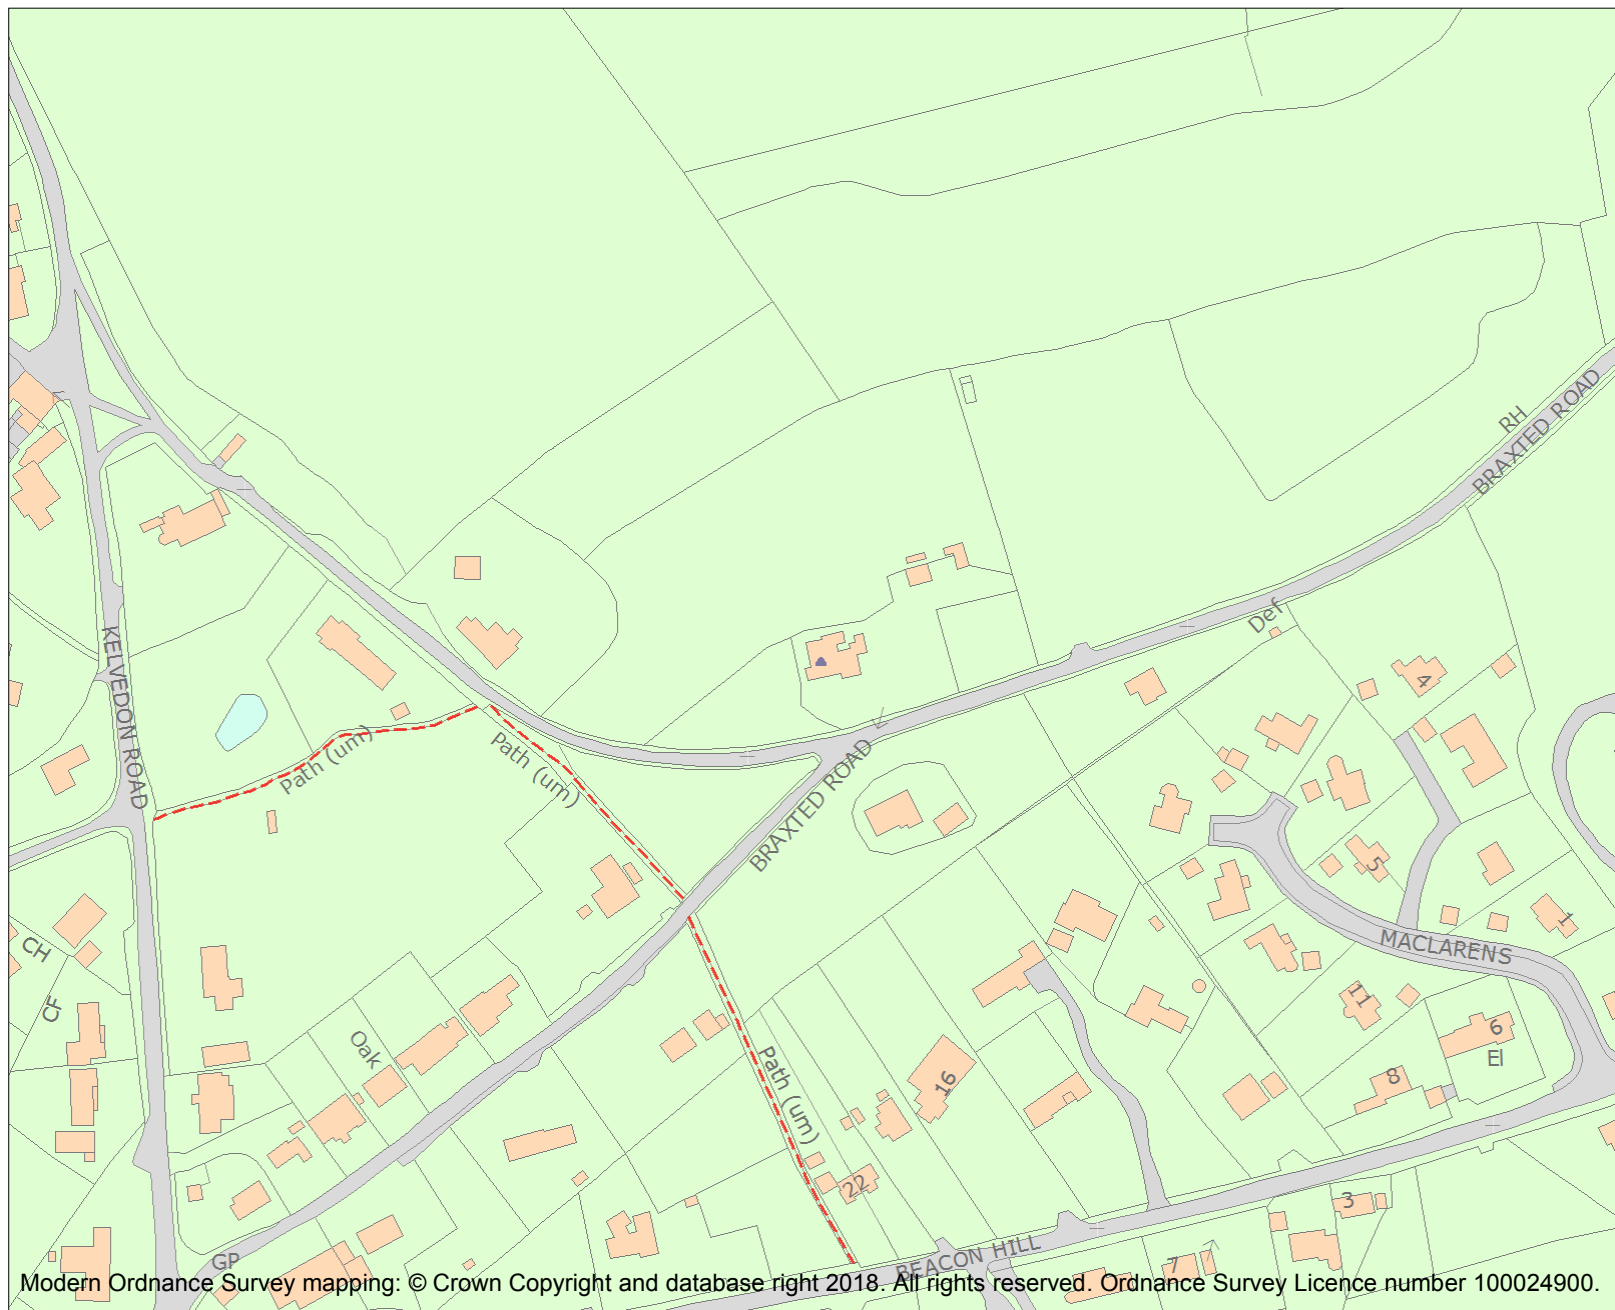 RH
BRAXTED ROAD
Def
KELVEDON ROAD
4
Path (um)
Path (um)
BRAXTED ROAD
5
1
CH
MACLARENS
CF
11
6
El
Oak
Path (um)
16
8
22
3
GP
BEACON HILL
7
Modern Ordnance Survey mapping: © Crown Copyright and database right 2018. All rights reserved. Ordnance Survey Licence number 100024900.